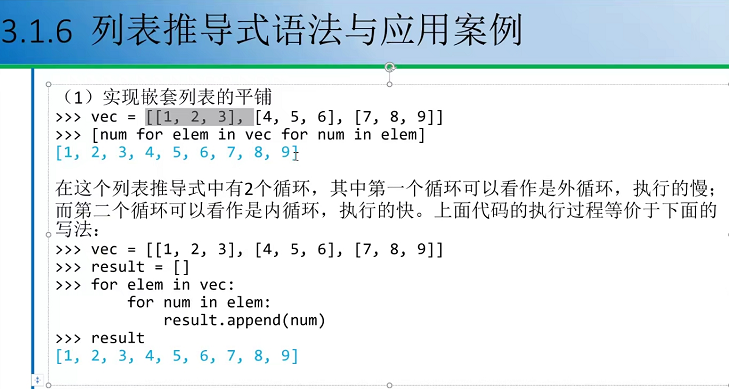 3.1.6 列表推导式语法与应用案例
（1）实现嵌套列表的平铺
>>> vec = [[1, 2, 3], [4, 5, 6], [7, 8, 9]]
>>> [num for elem in vec for num in elem]
[1, 2, 3, 4, 5, 6, 7, 8, 9]
在这个列表推导式中有2个循环，其中第一个循环可以看作是外循环，执行的慢；
而第二个循环可以看作是内循环，执行的快。上面代码的执行过程等价于下面的
写法：
>>> vec = [[1, 2, 3], [4, 5, 6], [7, 8, 9]]
>>> result = []
>>> for elem in vec:
        for num in elem:
            result.append(num)
>>> result
[1, 2, 3, 4, 5, 6, 7, 8, 9]